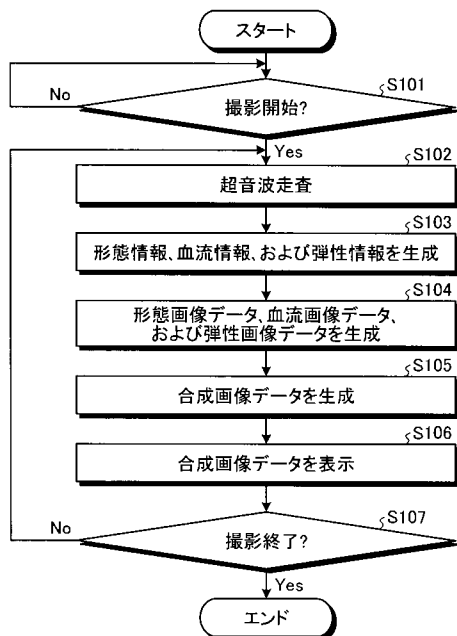 スタート
S101
撮影開始?
No
Yes
S102
超音波走査
S103
形態情報、血流情報、および弾性情報を生成
S104
形態画像データ、血流画像データ、
および弾性画像データを生成
S105
合成画像データを生成
S106
合成画像データを表示
S107
撮影終了?
No
Yes
エンド